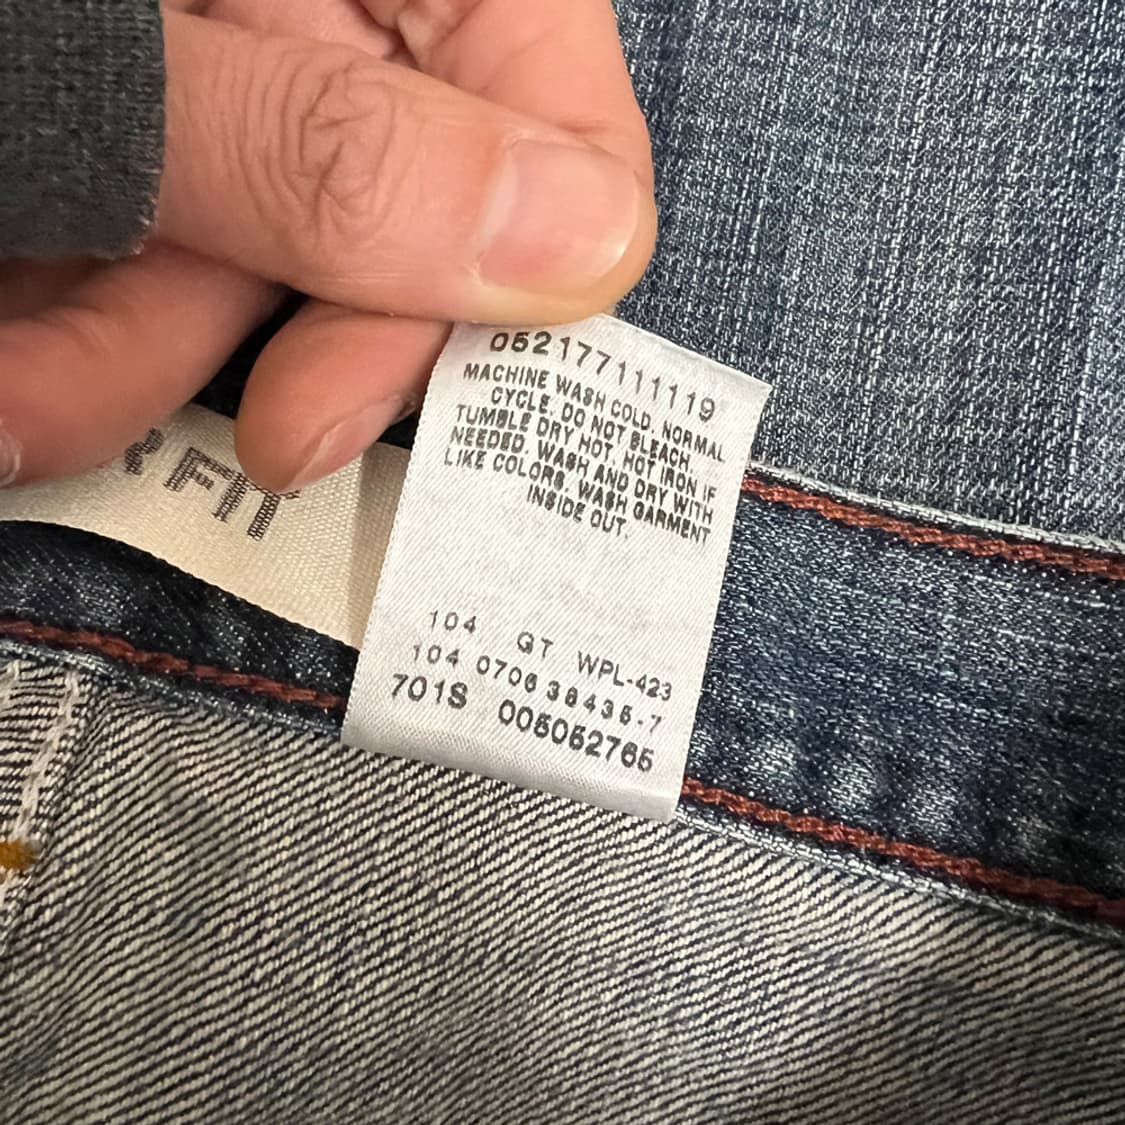 052177111119
MACHINE WASH COLD. NORMAL
CYCLE. DO NOT BLEACH.
TUMBLE DRY HOT, HOT IRON IF
NEEDED. WASH AND DRY WITH
LIKE COLORS. WASH GARMENT
INSIDE OUT.
104 GT WPL-423
104 0706 38435-7
701S 005052765
FIT